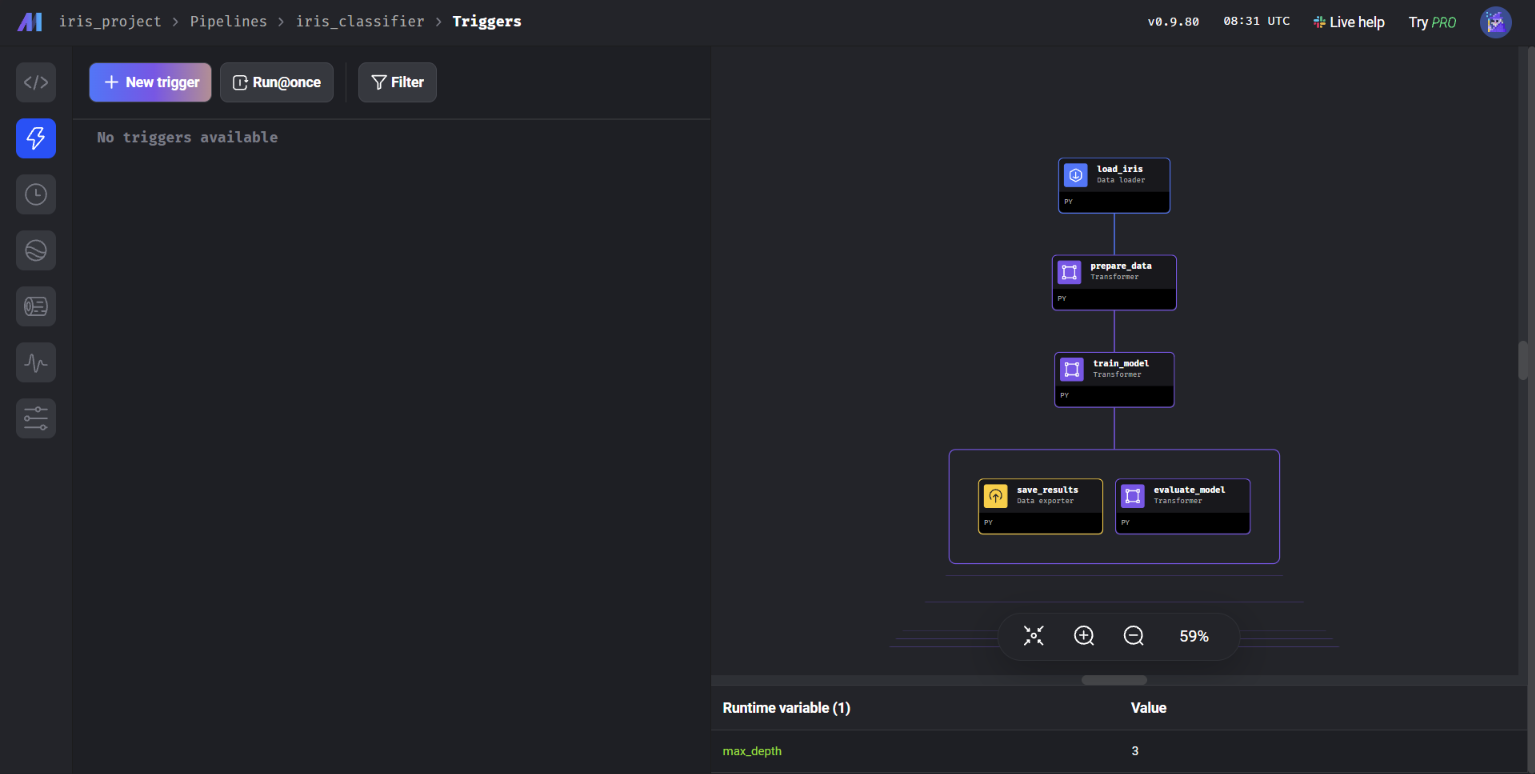 iris_project > Pipelines > iris_classifier > Triggers
v0.9.80 08:31 UTC Live help Try PRO
+ New trigger Run@once Filter
No triggers available
load_iris
Data loader
PY
prepare_data
Transformer
PY
train_model
Transformer
PY
save_results
Data exporter
PY
evaluate_model
Transformer
PY
59%
Runtime variable (1) Value
max_depth 3